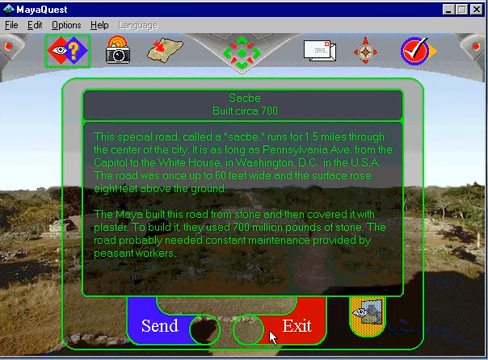 MayaQuest
File Edit Options Help Language
Sacbe
Built circa 700
This special road, called a "sacbe," runs for 1.5 miles through
the center of the city. It is as long as Pennsylvania Ave. from the
Capitol to the White House, in Washington, D.C. in the U.S.A.
The road was once up to 60 feet wide and the surface rose
eight feet above the ground.
The Maya built this road from stone and then covered it with
plaster. To build it, they used 700 million pounds of stone. The
road probably needed constant maintenance provided by
peasant workers.
Send
Exit